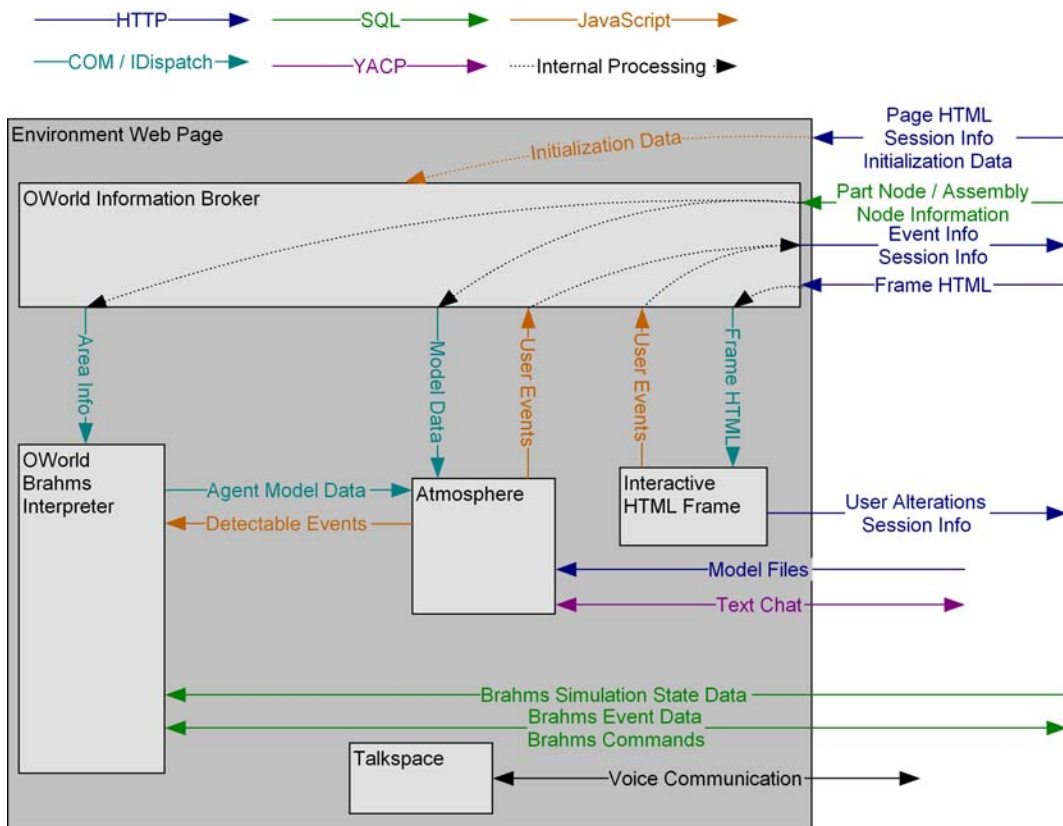 HTTP
SQL
JavaScript
COM / IDispatch
YACP
Internal Processing
Environment Web Page
Page HTML
Session Info
Initialization Data
Initialization Data
OWorld Information Broker
Part Node / Assembly
Node Information
Event Info
Session Info
Frame HTML
Area Info
Model Data
User Events
User Events
Frame HTML
OWorld
Brahms
Interpreter
Agent Model Data
Detectable Events
Atmosphere
Interactive
HTML Frame
User Alterations
Session Info
Model Files
Text Chat
Brahms Simulation State Data
Brahms Event Data
Brahms Commands
Talkspace
Voice Communication